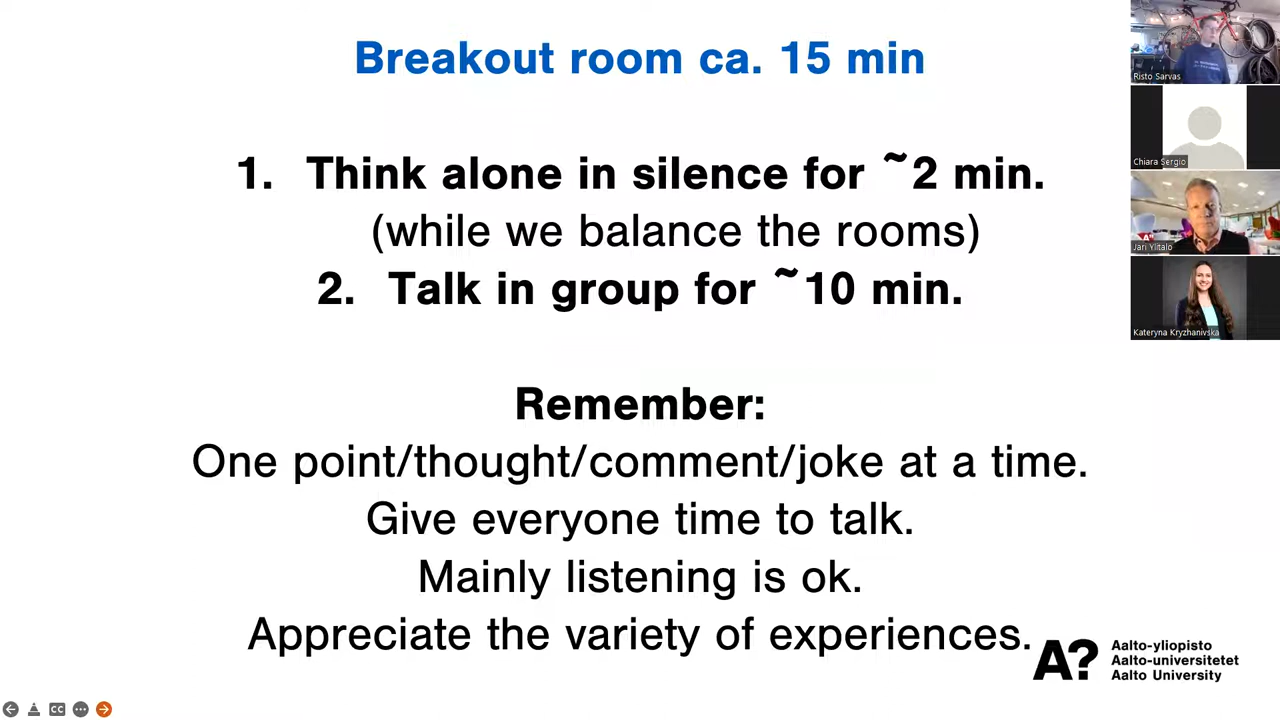 Breakout room ca. 15 min
1. Think alone in silence for ~2 min.
(while we balance the rooms)
2. Talk in group for ~10 min.
Remember:
One point/thought/comment/joke at a time.
Give everyone time to talk.
Mainly listening is ok.
Appreciate the variety of experiences.
A?
Aalto-yliopisto
Aalto-universitetet
Aalto University
Risto Sarvas
Chiara Sergio
Jari Ylitalo
Kateryna Kryzhanivska
CC